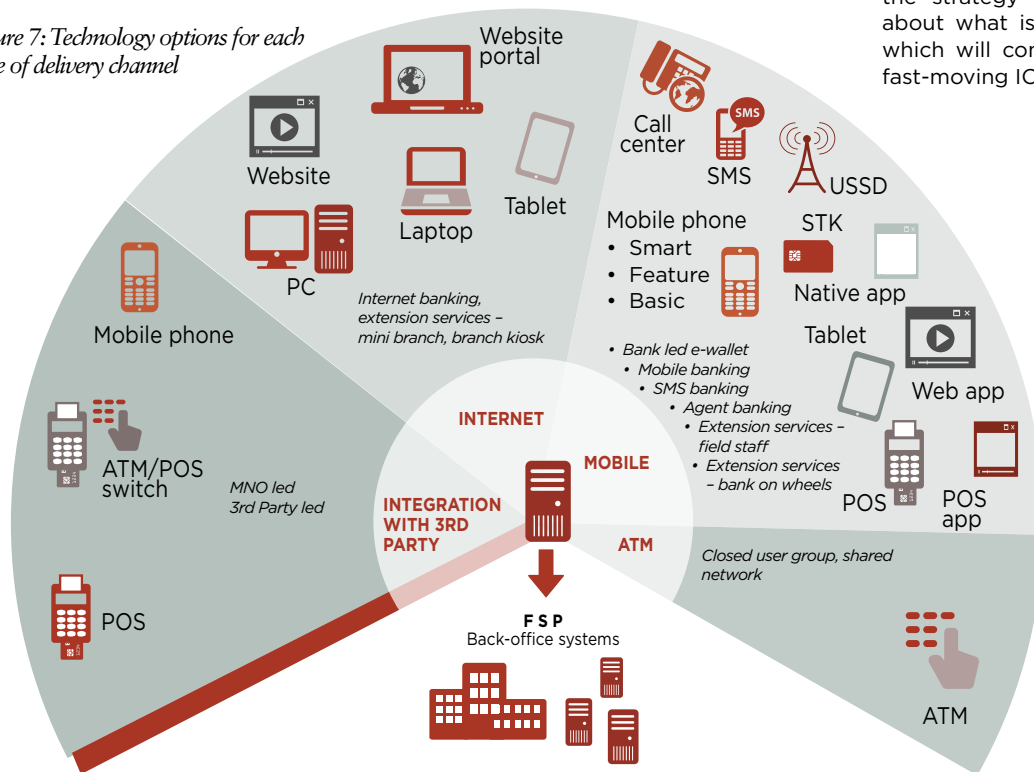 ure 7: Technology options for each
e of delivery channel
the strategy
about what is
which will con
fast-moving IC
Website
portal
Website
Laptop
Tablet
PC
Internet banking,
extension services –
mini branch, branch kiosk
Call
center
SMS
SMS
USSD
Mobile phone
• Smart
• Feature
• Basic
STK
Native app
Tablet
Web app
• Bank led e-wallet
• Mobile banking
• SMS banking
• Agent banking
• Extension services –
field staff
• Extension services
– bank on wheels
POS
POS
app
Mobile phone
ATM/POS
switch
MNO led
3rd Party led
POS
INTERNET
MOBILE
INTEGRATION
WITH 3RD
PARTY
ATM
Closed user group, shared
network
ATM
FSP
Back-office systems